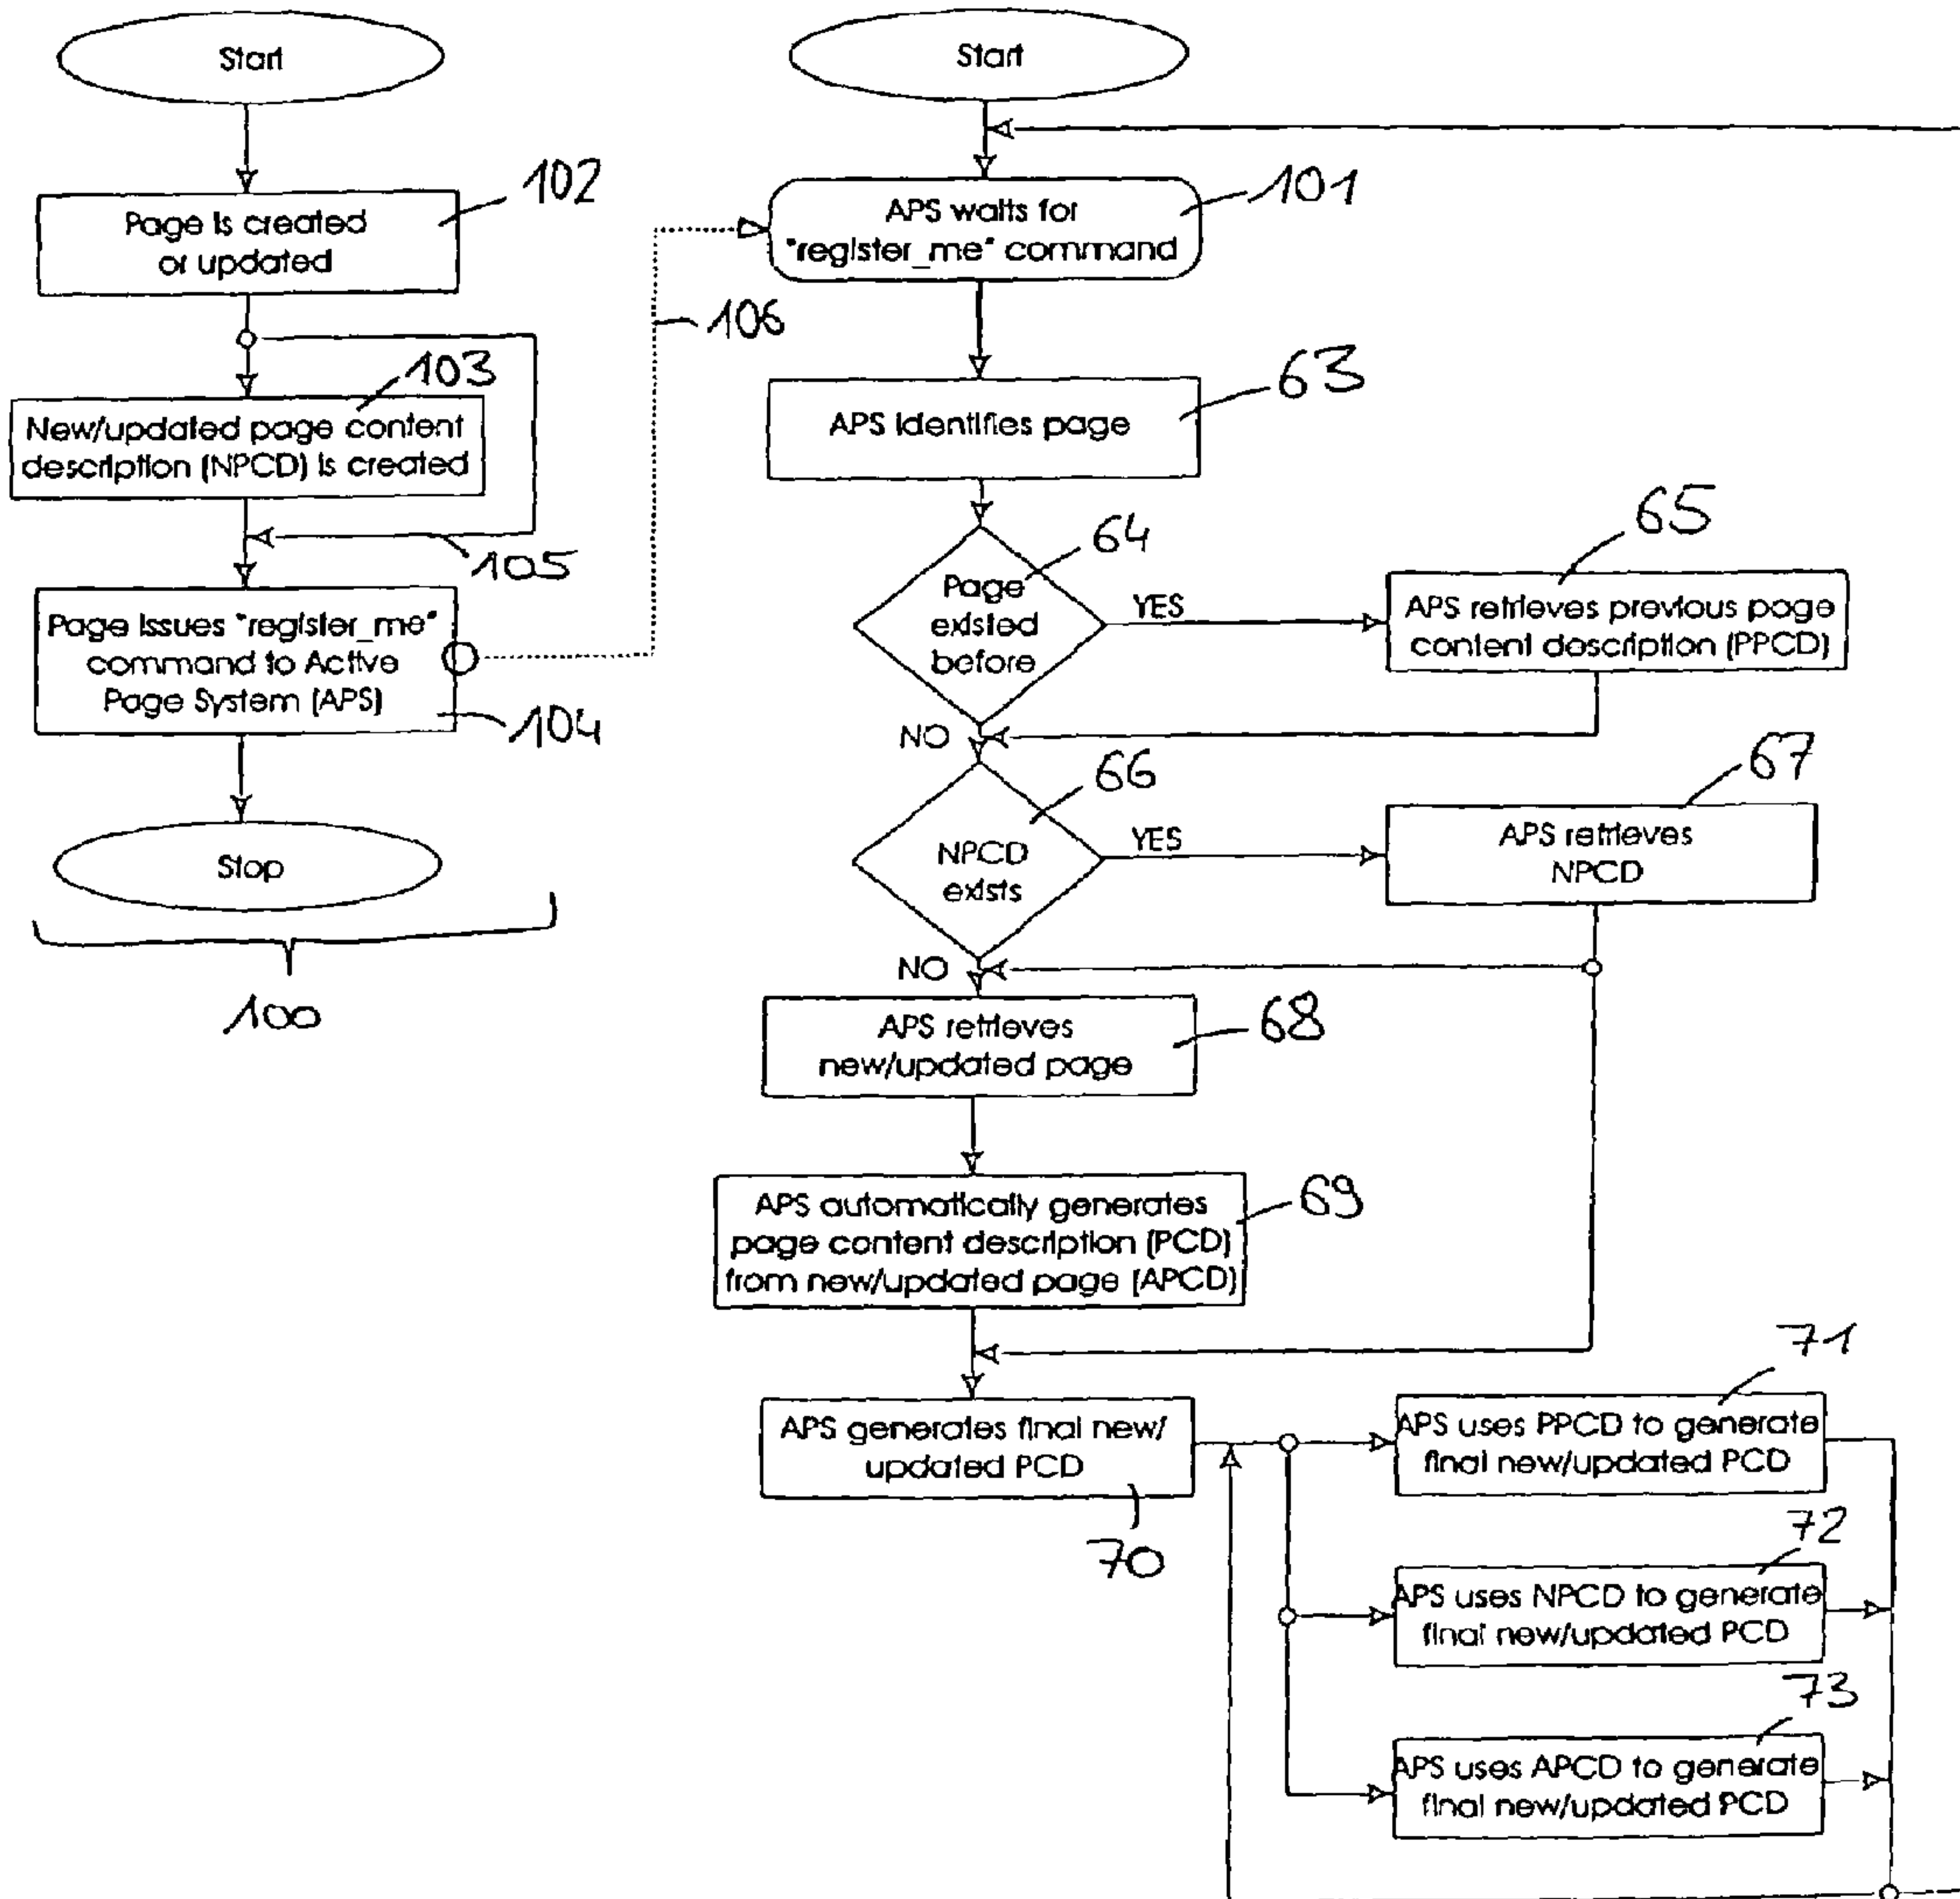 Start
102
Page is created
or updated
103
New/updated page content
description (NPCD) is created
105
Page issues "register_me"
command to Active
Page System (APS)
104
Stop
100
106
Start
101
APS waits for
"register_me" command
63
APS identifies page
64
Page
existed
before
YES
NO
65
APS retrieves previous page
content description (PPCD)
66
NPCD
exists
YES
NO
67
APS retrieves
NPCD
68
APS retrieves
new/updated page
69
APS automatically generates
page content description (PCD)
from new/updated page (APCD)
APS generates final new/
updated PCD
70
71
APS uses PPCD to generate
final new/updated PCD
72
APS uses NPCD to generate
final new/updated PCD
73
APS uses APCD to generate
final new/updated PCD